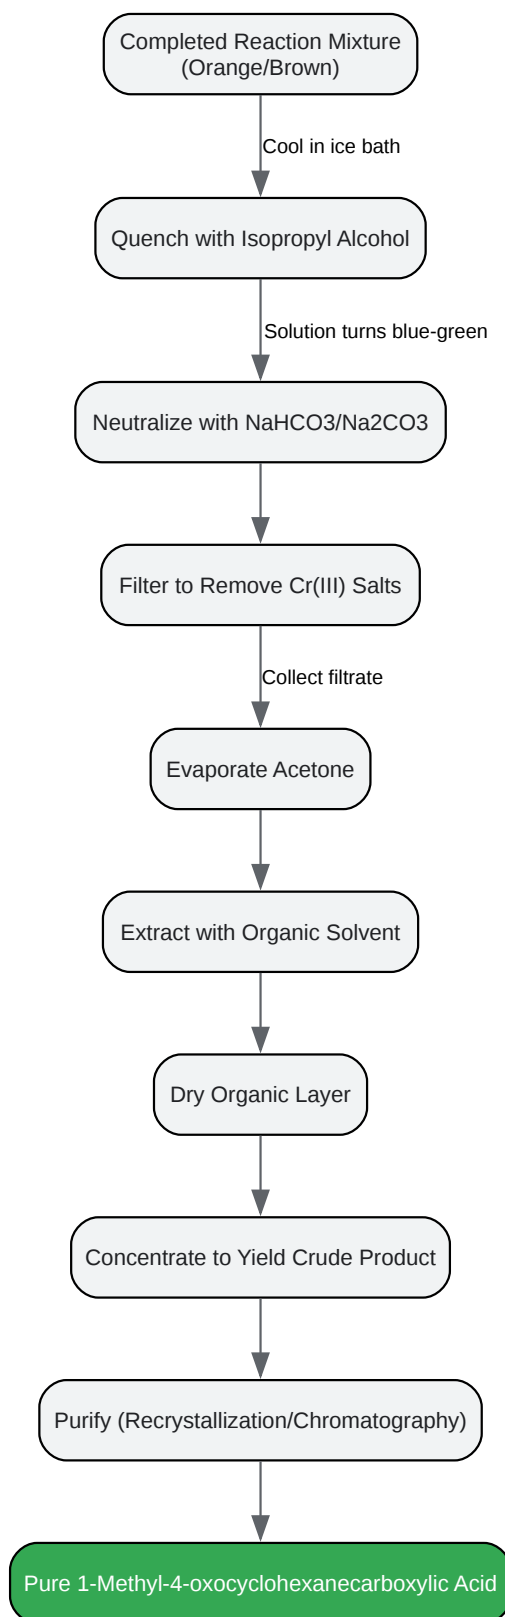 Completed Reaction Mixture
(Orange/Brown)
Cool in ice bath
Quench with Isopropyl Alcohol
Solution turns blue-green
Neutralize with NaHCO3/Na2CO3
Filter to Remove Cr(III) Salts
Collect filtrate
Evaporate Acetone
Extract with Organic Solvent
Dry Organic Layer
Concentrate to Yield Crude Product
Purify (Recrystallization/Chromatography)
Pure 1-Methyl-4-oxocyclohexanecarboxylic Acid